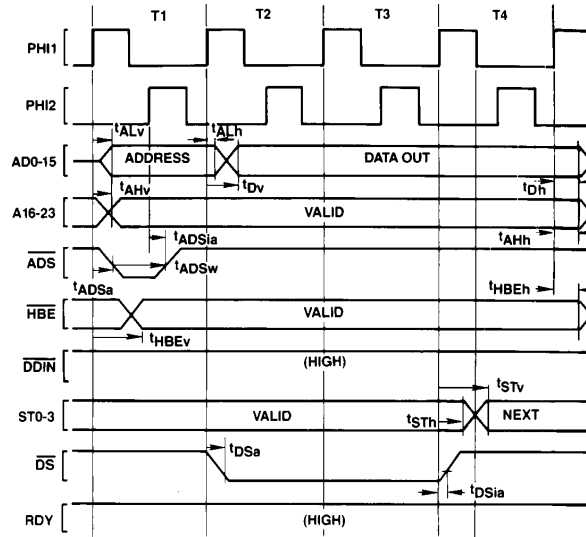 T1 T2 T3 T4
PHI1
PHI2
tALv tALh
AD0-15 ADDRESS DATA OUT
tAHv tDv tDh
A16-23 VALID
tADSia tAHh
ADS
tADSw
tADSa tHBEh
HBE VALID
tHBEv
DDIN (HIGH)
tSTv
ST0-3 VALID tSTh NEXT
tDSa
DS
tDSia
RDY (HIGH)